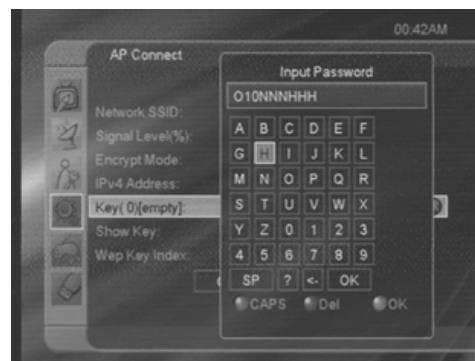 00:42AM
AP Connect
Input Password
O10NNNHHH
Network SSID:
Signal Level(%):
Encrypt Mode:
IPv4 Address:
Key( 0)[empty]:
Show Key:
Wep Key Index:
A B C D E F
G H I J K L
M N O P Q R
S T U V W X
Y Z 0 1 2 3
4 5 6 7 8 9
SP ? <- OK
CAPS Del OK